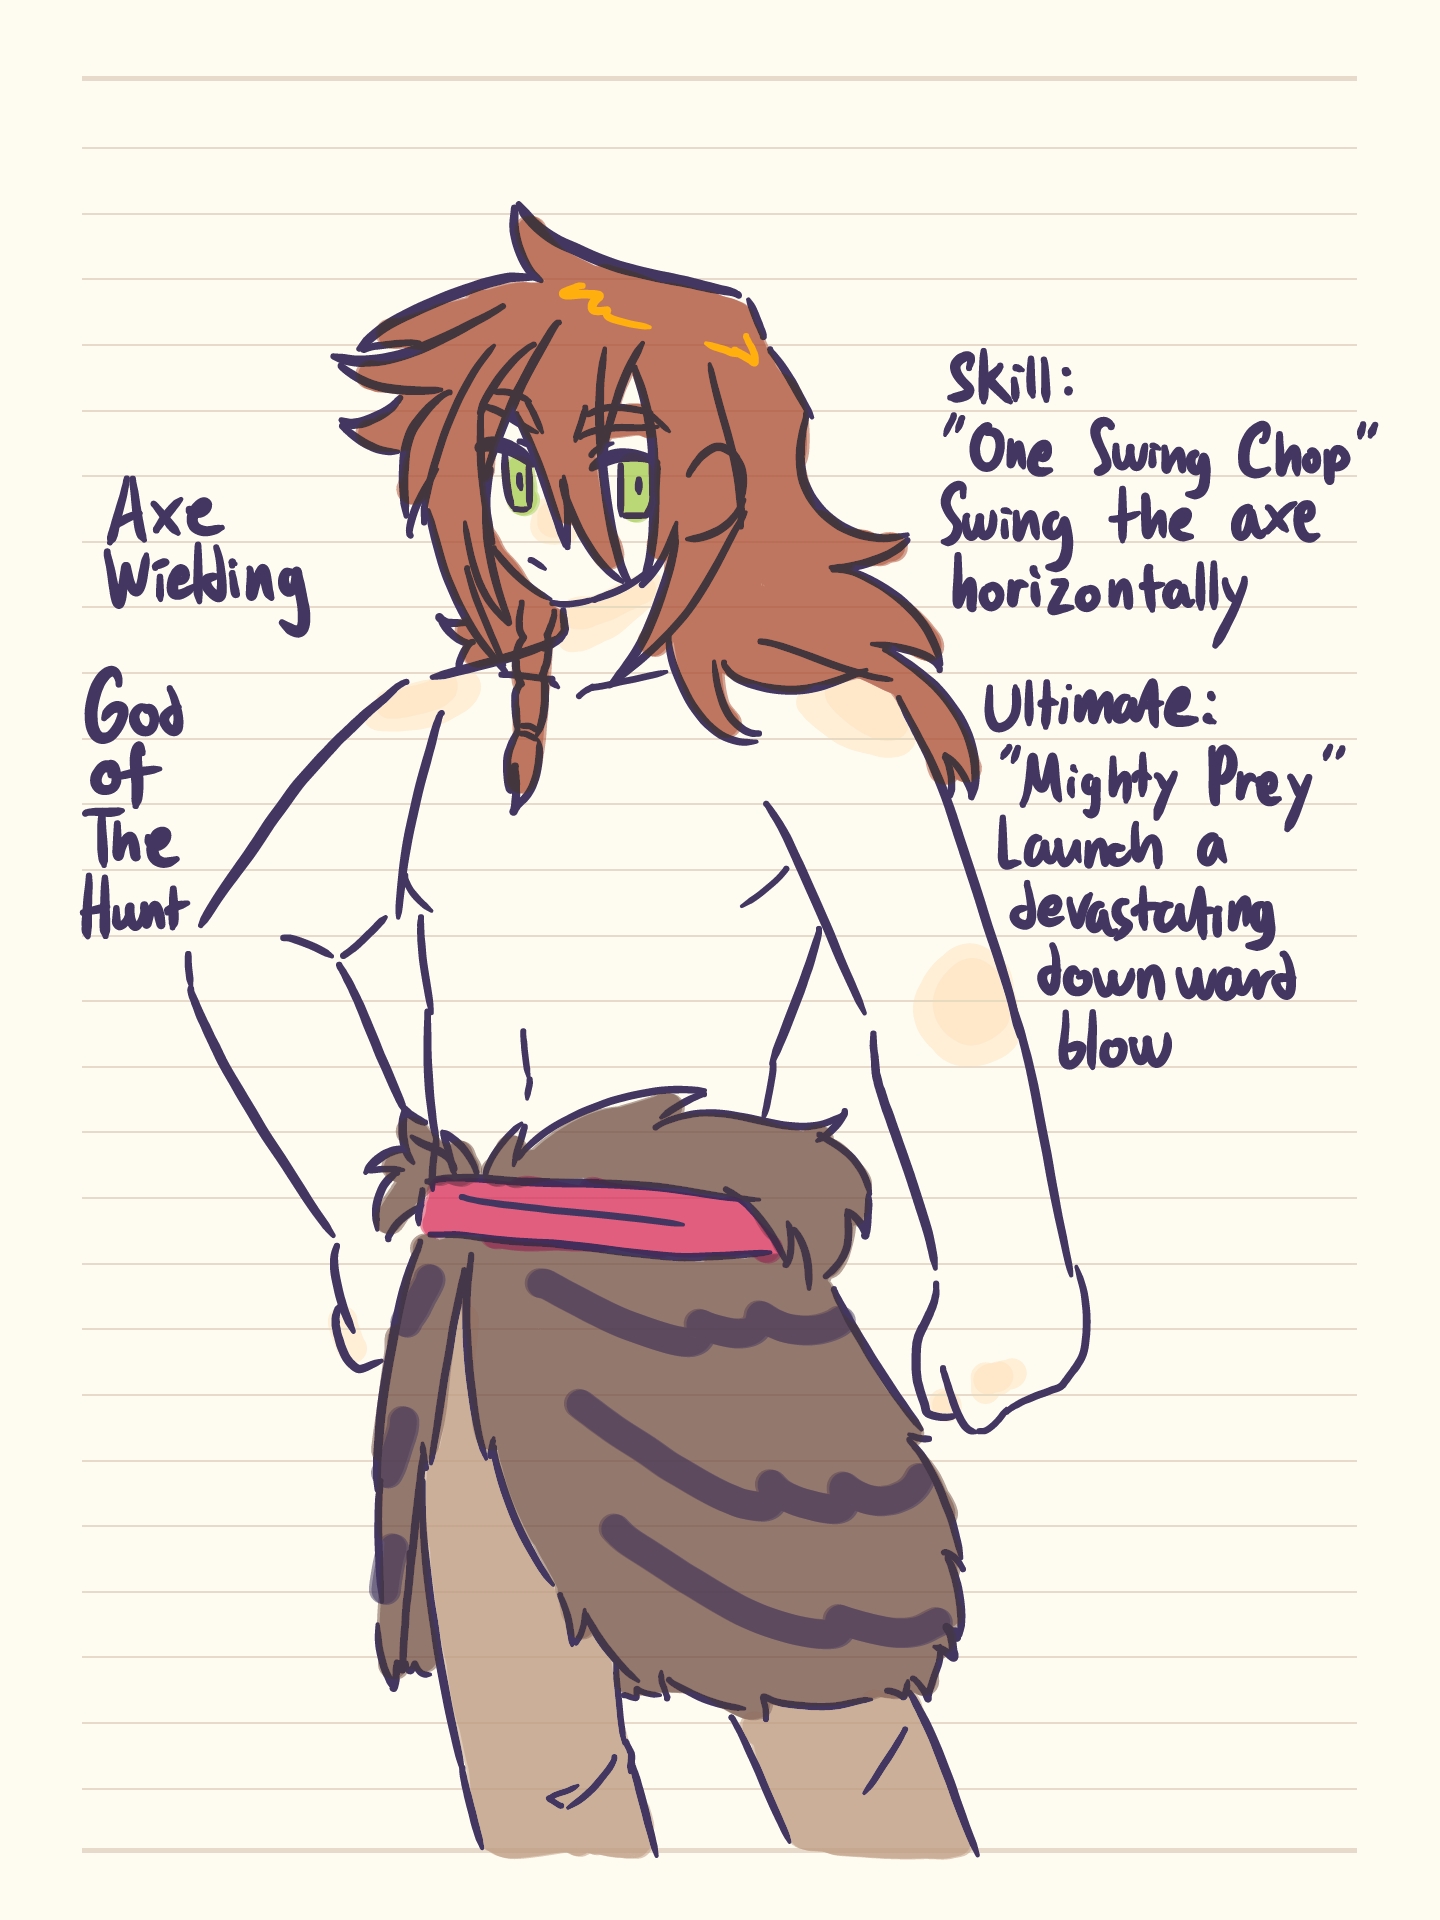 Axe
Wielding
God
of
The
Hunt
Skill:
"One Swing Chop"
Swing the axe
horizontally
Ultimate:
"Mighty Prey"
Launch a
devastating
downward
blow